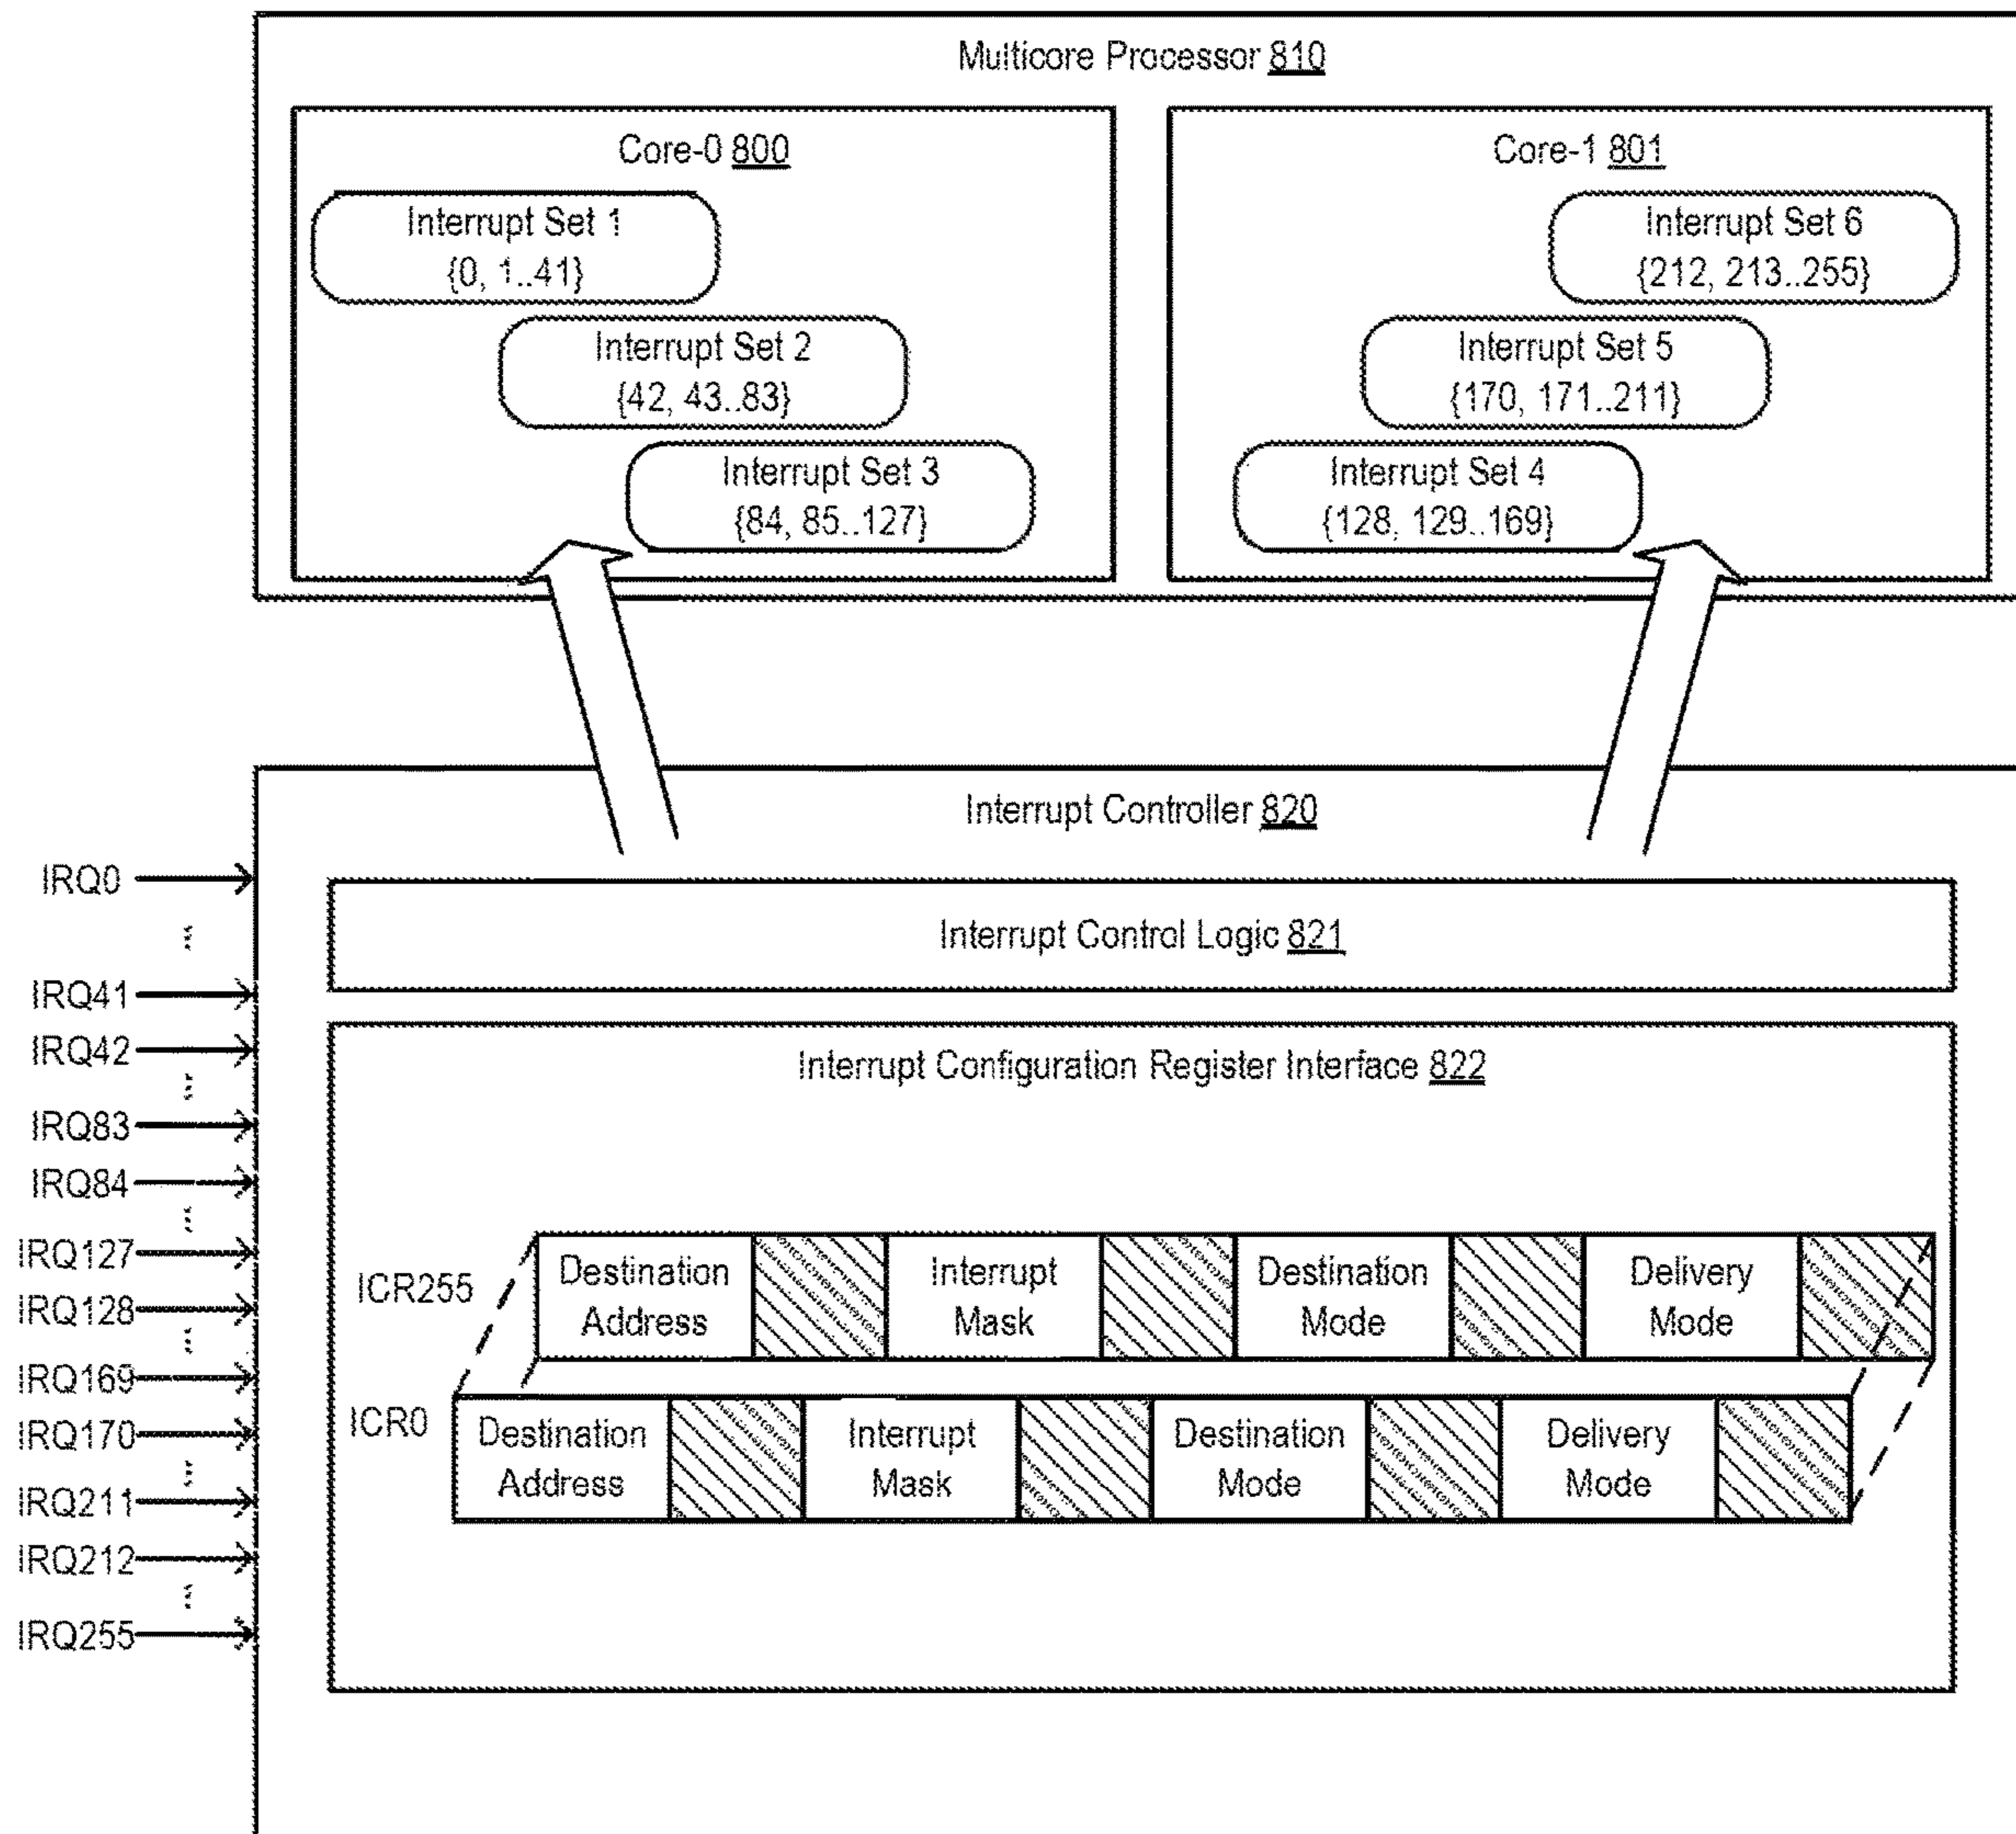 Multicore Processor 810
Core-0 800
Interrupt Set 1
{0, 1..41}
Interrupt Set 2
{42, 43..83}
Interrupt Set 3
{84, 85..127}
Core-1 801
Interrupt Set 6
{212, 213..255}
Interrupt Set 5
{170, 171..211}
Interrupt Set 4
{128, 129..169}
Interrupt Controller 820
Interrupt Control Logic 821
Interrupt Configuration Register Interface 822
IRQ0
...
IRQ41
IRQ42
...
IRQ83
IRQ84
...
IRQ127
IRQ128
...
IRQ169
IRQ170
...
IRQ211
IRQ212
...
IRQ255
ICR255
Destination
Address
Interrupt
Mask
Destination
Mode
Delivery
Mode
ICR0
Destination
Address
Interrupt
Mask
Destination
Mode
Delivery
Mode